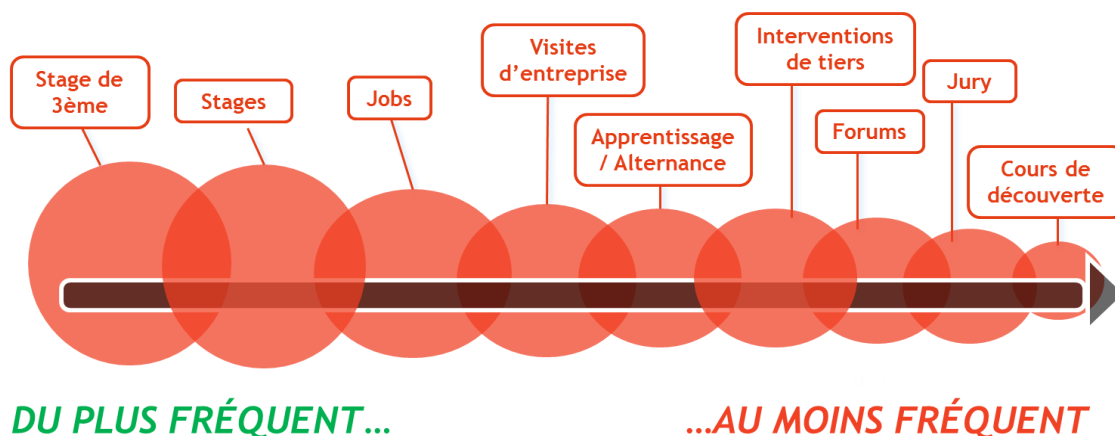 Stage de
3ème
Stages
Jobs
Visites
d'entreprise
Apprentissage
/ Alternance
Interventions
de tiers
Forums
Jury
Cours de
découverte
DU PLUS FRÉQUENT...
...AU MOINS FRÉQUENT